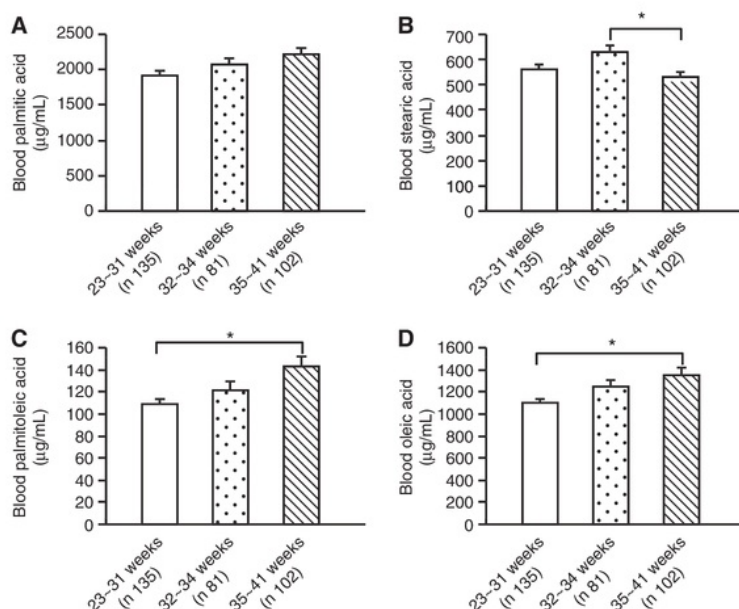 A
Blood palmitic acid
(μg/mL)
2500
2000
1500
1000
500
0
23~31 weeks
(n 135)
32~34 weeks
(n 81)
35~41 weeks
(n 102)
B
Blood stearic acid
(μg/mL)
700
600
500
400
300
200
100
0
*
23~31 weeks
(n 135)
32~34 weeks
(n 81)
35~41 weeks
(n 102)
C
Blood palmitoleic acid
(μg/mL)
160
140
120
100
80
60
40
20
0
*
23~31 weeks
(n 135)
32~34 weeks
(n 81)
35~41 weeks
(n 102)
D
Blood oleic acid
(μg/mL)
1600
1400
1200
1000
800
600
400
200
0
*
23~31 weeks
(n 135)
32~34 weeks
(n 81)
35~41 weeks
(n 102)